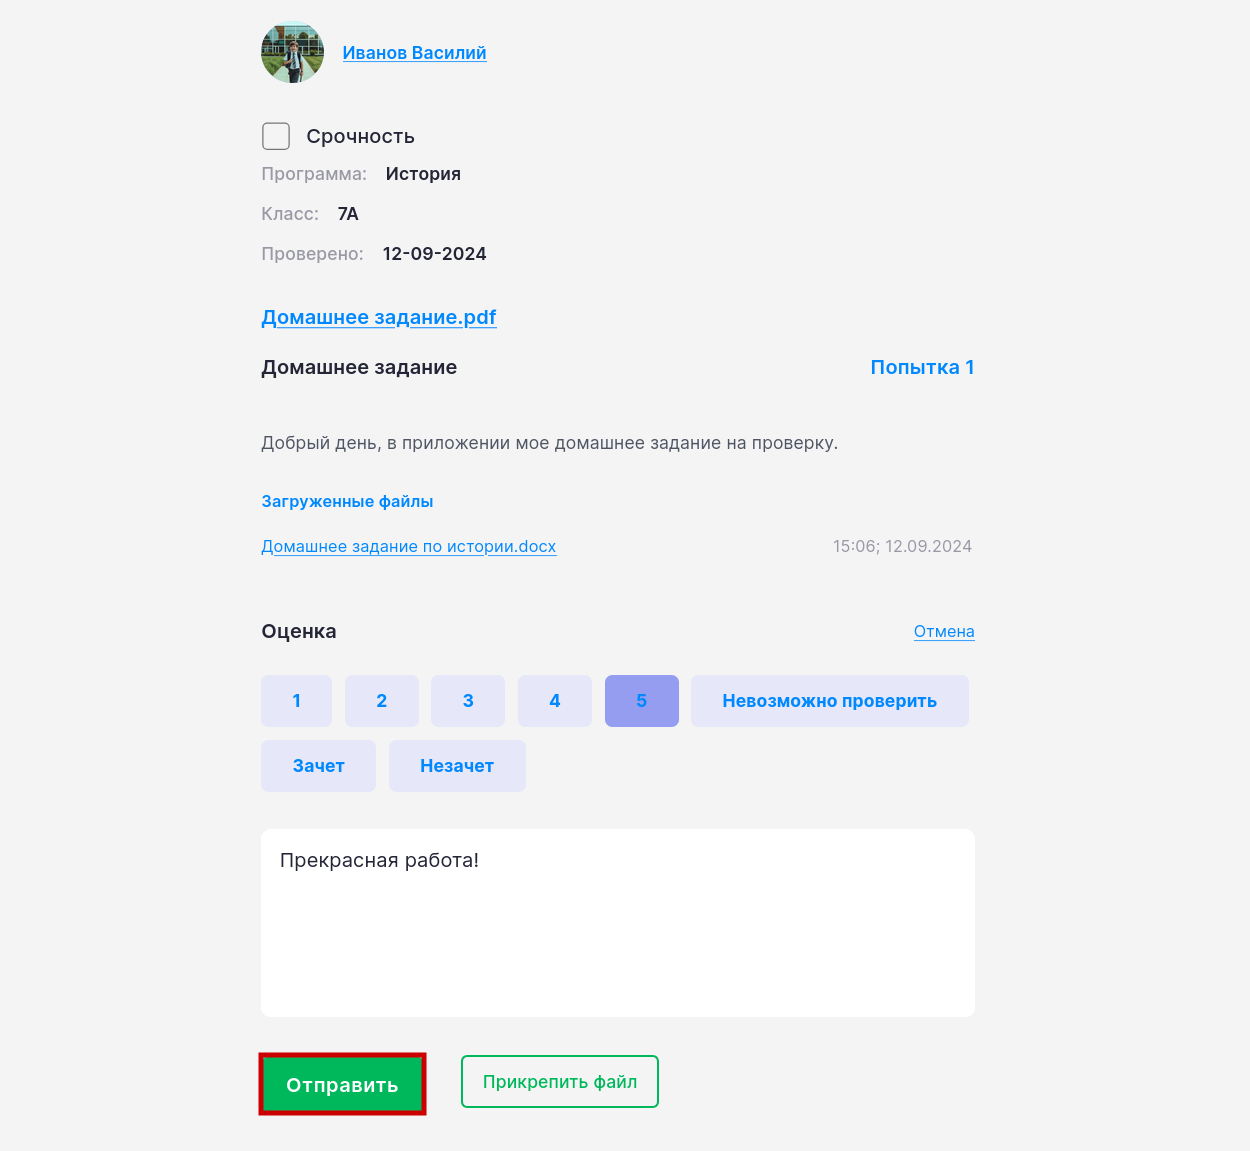 Иванов Василий
Срочность
Программа: История
Класс: 7А
Проверено: 12-09-2024
Домашнее задание.pdf
Домашнее задание Попытка 1
Добрый день, в приложении мое домашнее задание на проверку.
Загруженные файлы
Домашнее задание по истории.docx 15:06; 12.09.2024
Оценка Отмена
1 2 3 4 5 Невозможно проверить
Зачет Незачет
Прекрасная работа!
Отправить Прикрепить файл